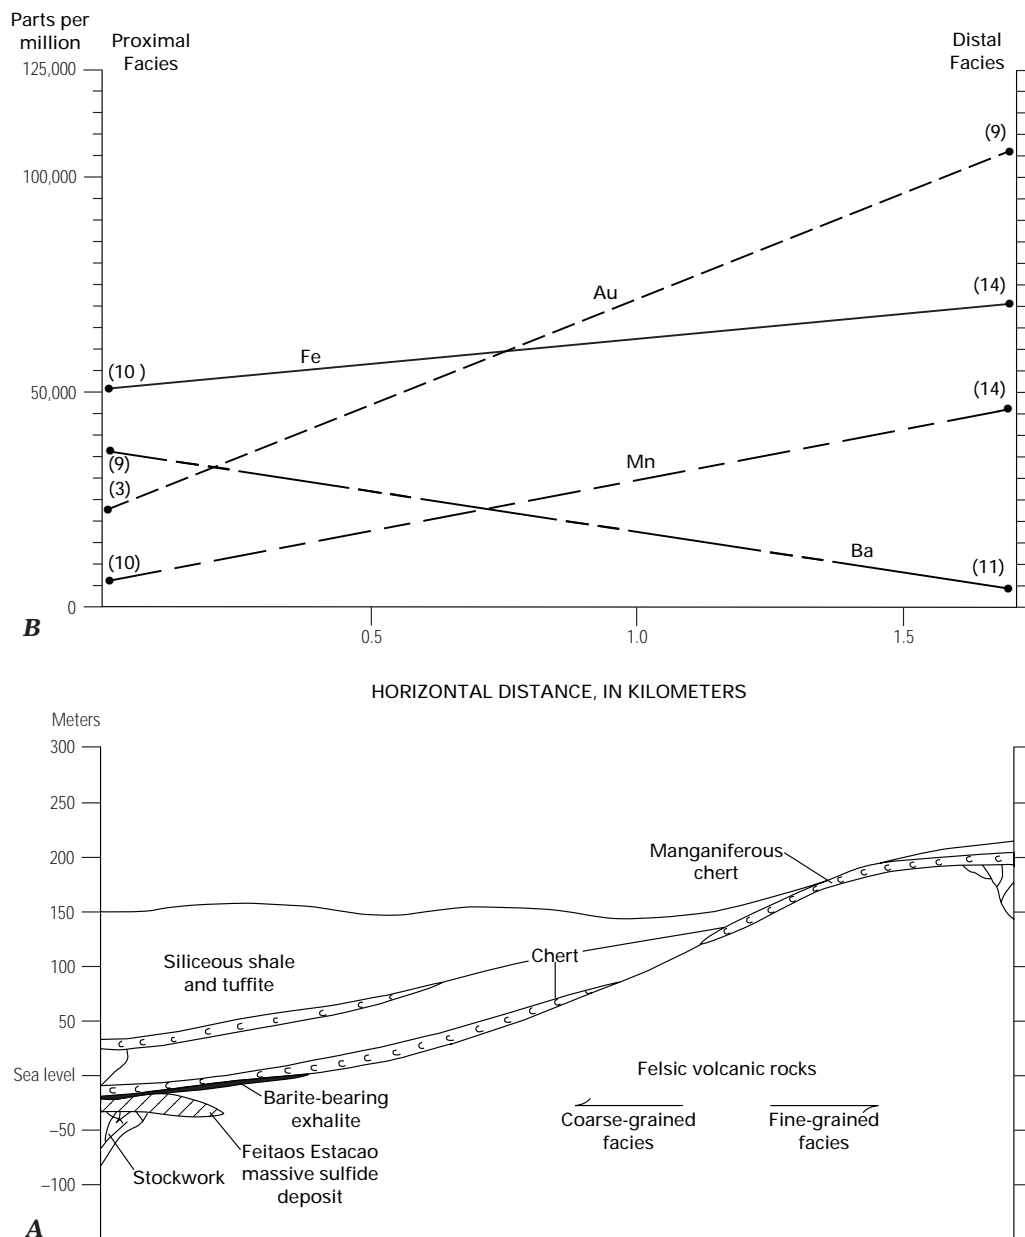 Parts per
million
Proximal
Facies
Distal
Facies
125,000
(9)
100,000
Au
(14)
Fe
(10 )
50,000
(14)
(9)
Mn
(3)
(10)
Ba
(11)
0
B
0.5
1.0
1.5
HORIZONTAL DISTANCE, IN KILOMETERS
Meters
300
250
200
Manganiferous
chert
150
Chert
100
Siliceous shale
and tuffite
50
Sea level
Felsic volcanic rocks
Barite-bearing
exhalite
Coarse-grained
facies
Fine-grained
facies
–50
Feitaos Estacao
massive sulfide
deposit
Stockwork
–100
A